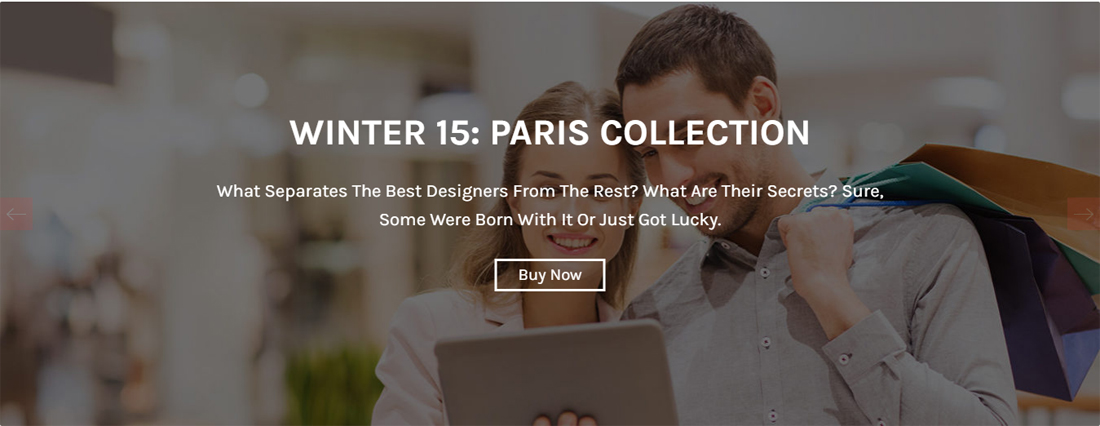 WINTER 15: PARIS COLLECTION
What Separates The Best Designers From The Rest? What Are Their Secrets? Sure,
Some Were Born With It Or Just Got Lucky.
Buy Now